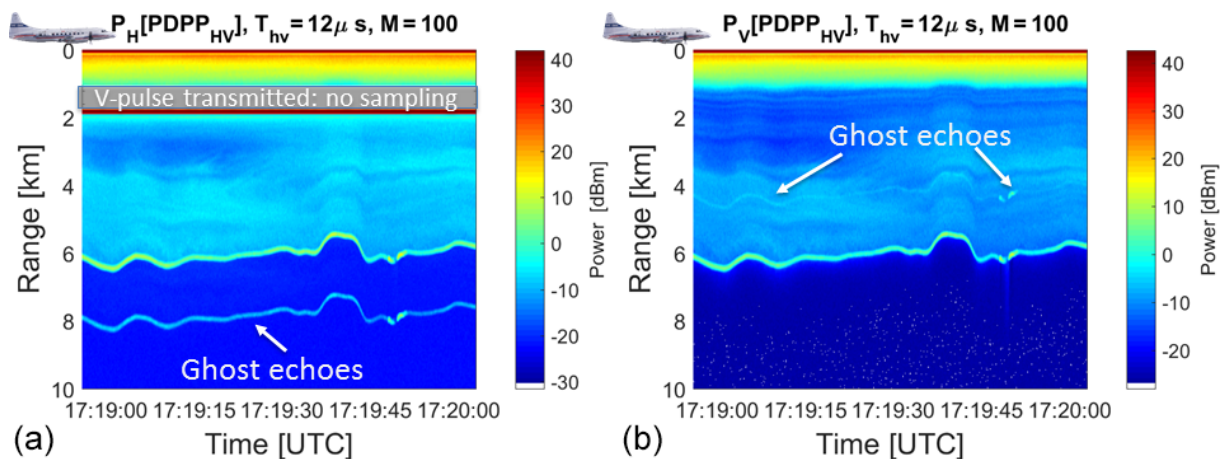 P_H[PDPP_HV], T_hv = 12μ s, M = 100
0
2
4
6
8
10
Range [km]
V-pulse transmitted: no sampling
Ghost echoes
17:19:00 17:19:15 17:19:30 17:19:45 17:20:00
Time [UTC]
(a)
40
30
20
10
0
-10
-20
-30
Power [dBm]
P_V[PDPP_HV], T_hv = 12μ s, M = 100
0
2
4
6
8
10
Range [km]
Ghost echoes
17:19:00 17:19:15 17:19:30 17:19:45 17:20:00
Time [UTC]
(b)
40
30
20
10
0
-10
-20
Power [dBm]